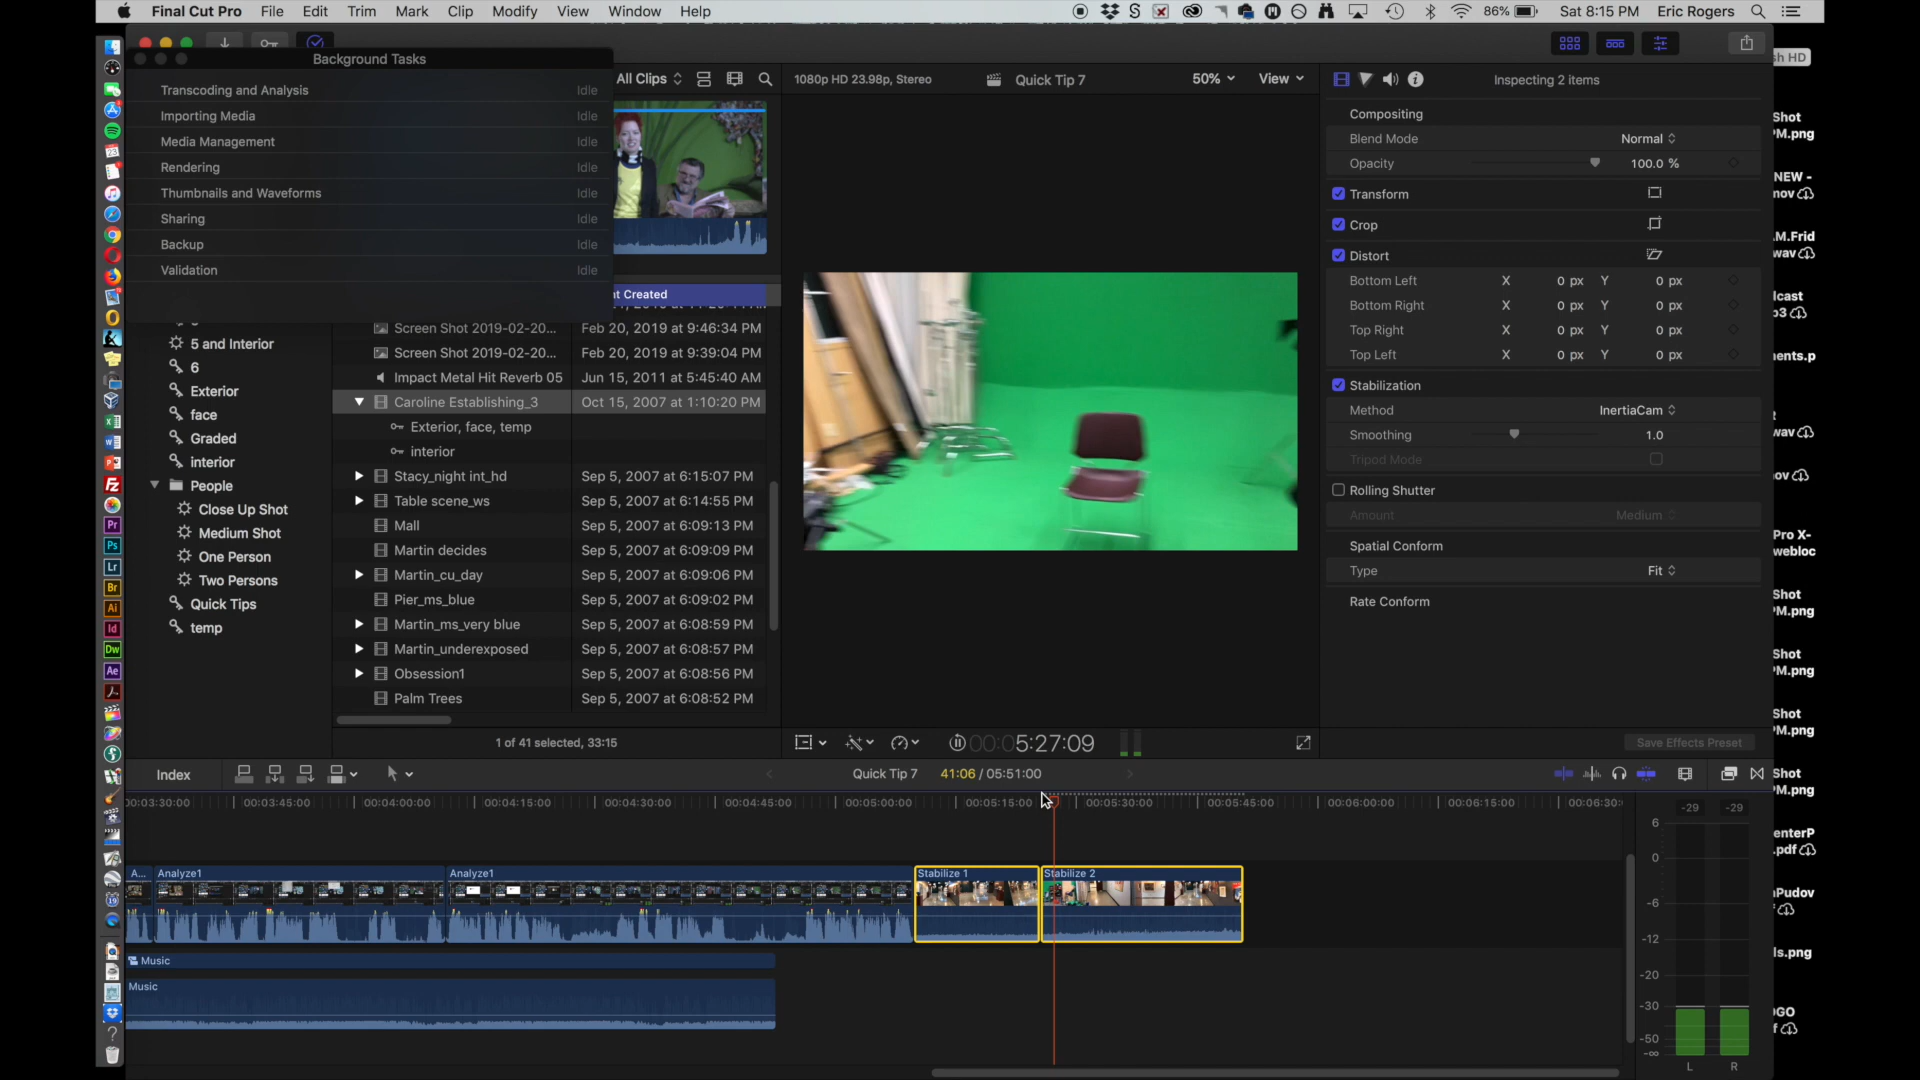 Final Cut Pro File Edit Trim Mark Clip Modify View Window Help
86% Sat 8:15 PM Eric Rogers
Background Tasks
Transcoding and Analysis Idle
Importing Media Idle
Media Management Idle
Rendering Idle
Thumbnails and Waveforms Idle
Sharing Idle
Backup Idle
Validation Idle
All Clips
1080p HD 23.98p, Stereo
Quick Tip 7
50%
View
Inspecting 2 items
sh HD
Compositing
Blend Mode Normal
Opacity 100.0 %
Transform
Crop
Distort
Bottom Left X 0 px Y 0 px
Bottom Right X 0 px Y 0 px
Top Right X 0 px Y 0 px
Top Left X 0 px Y 0 px
Stabilization
Method InertiaCam
Smoothing 1.0
Tripod Mode
Rolling Shutter
Amount Medium
Spatial Conform
Type Fit
Rate Conform
Save Effects Preset
nt Created
Screen Shot 2019-02-20... Feb 20, 2019 at 9:46:34 PM
Screen Shot 2019-02-20... Feb 20, 2019 at 9:39:04 PM
Impact Metal Hit Reverb 05 Jun 15, 2011 at 5:45:40 AM
Caroline Establishing_3 Oct 15, 2007 at 1:10:20 PM
Exterior, face, temp
interior
Stacy_night int_hd Sep 5, 2007 at 6:15:07 PM
Table scene_ws Sep 5, 2007 at 6:14:55 PM
Mall Sep 5, 2007 at 6:09:13 PM
Martin decides Sep 5, 2007 at 6:09:09 PM
Martin_cu_day Sep 5, 2007 at 6:09:06 PM
Pier_ms_blue Sep 5, 2007 at 6:09:02 PM
Martin_ms_very blue Sep 5, 2007 at 6:08:59 PM
Martin_underexposed Sep 5, 2007 at 6:08:57 PM
Obsession1 Sep 5, 2007 at 6:08:56 PM
Palm Trees Sep 5, 2007 at 6:08:52 PM
5 and Interior
6
Exterior
face
Graded
interior
People
Close Up Shot
Medium Shot
One Person
Two Persons
Quick Tips
temp
1 of 41 selected, 33:15
00:05:27:09
Index
Quick Tip 7 41:06 / 05:51:00
00:03:30:00 00:03:45:00 00:04:00:00 00:04:15:00 00:04:30:00 00:04:45:00 00:05:00:00 00:05:15:00 00:05:30:00 00:05:45:00 00:06:00:00 00:06:15:00 00:06:30:
A... Analyze1 Analyze1 Stabilize 1 Stabilize 2
Music
Music
-29 -29
6
0
-6
-12
-20
-30
-50
-∞
L R
Shot
PM.png
NEW -
mov
.M.Frid
wav
dcast
p3
nents.p
wav
nov
Pro X-
webloc
Shot
PM.png
Shot
PM.png
Shot
PM.png
Shot
PM.png
enterP
.pdf
aPudov
f
ls.png
OGO
f
Pr
Ps
Lr
Br
Ai
Id
Dw
Ae